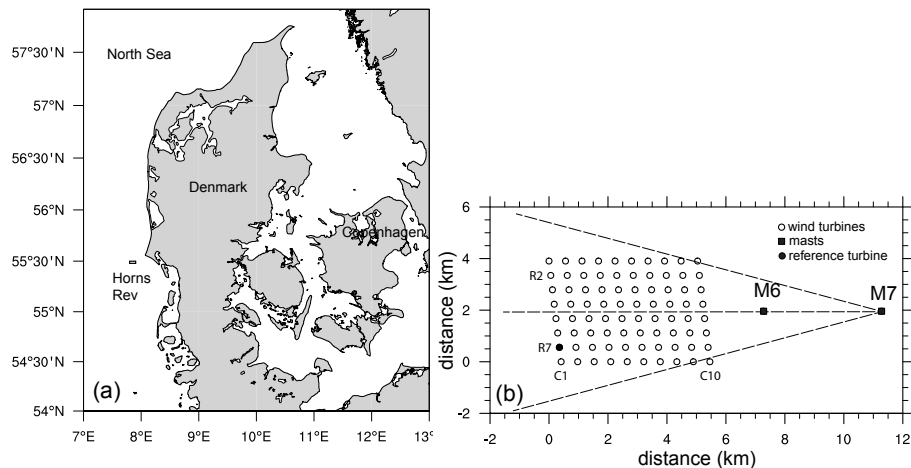 57°30'N
57°N
56°30'N
56°N
55°30'N
55°N
54°30'N
54°N
7°E 8°E 9°E 10°E 11°E 12°E 13°
North Sea
Denmark
Copenhagen
Horns
Rev
(a)
6
4
2
0
-2
distance (km)
-2 0 2 4 6 8 10 12
distance (km)
wind turbines
masts
reference turbine
R2
M6
M7
R7
C1
C10
(b)